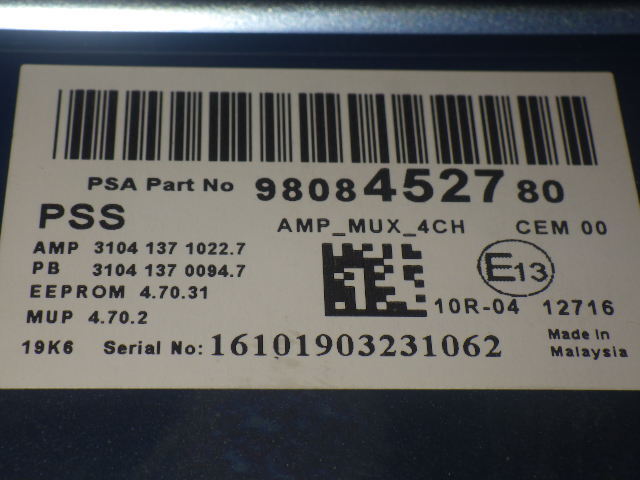 PSA Part No 9808452780
PSS
AMP_MUX_4CH CEM 00
AMP 3104 137 1022.7
PB 3104 137 0094.7
E13
EEPROM 4.70.31
10R-04 12716
MUP 4.70.2
19K6 Serial No: 16101903231062
Made in
Malaysia